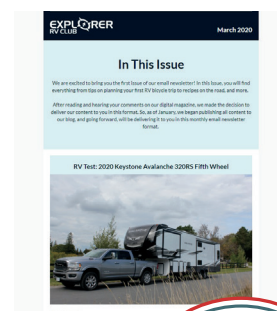 EXPLORER
RV CLUB
March 2020
In This Issue
We are excited to bring you the first issue of our email newsletter! In this issue, you will find
everything from tips on planning your first RV bicycle trip to recipes on the road, and more.
After reading and hearing your comments on our digital magazine, we made the decision to
deliver our content to you in this format. So, as of January, we began publishing all content to
our blog, and going forward, will be delivering it to you in this monthly email newsletter
format.
RV Test: 2020 Keystone Avalanche 320RS Fifth Wheel